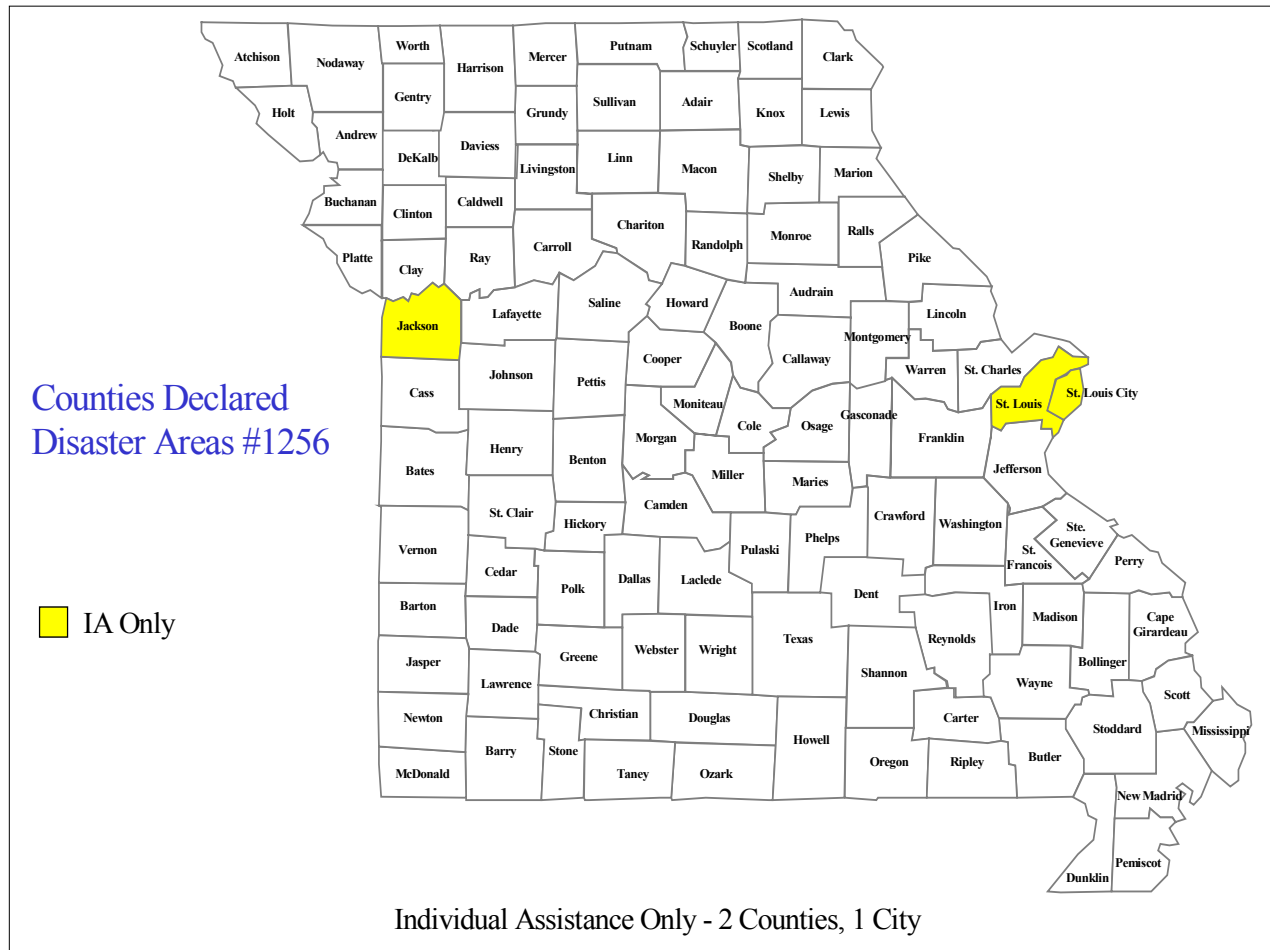 Worth
Putnam
Schuyler
Scotland
Atchison
Nodaway
Harrison
Mercer
Clark
Gentry
Sullivan
Adair
Holt
Grundy
Knox
Lewis
Andrew
Daviess
DeKalb
Livingston
Linn
Macon
Shelby
Marion
Buchanan
Clinton
Caldwell
Chariton
Randolph
Monroe
Ralls
Platte
Clay
Ray
Carroll
Pike
Audrain
Jackson
Lafayette
Saline
Howard
Boone
Lincoln
Callaway
Montgomery
Cooper
Warren
St. Charles
Johnson
Pettis
Cass
Moniteau
St. Louis
St. Louis City
Counties Declared
Disaster Areas #1256
Cole
Osage
Gasconade
Morgan
Franklin
Henry
Benton
Bates
Miller
Maries
Jefferson
Camden
St. Clair
Hickory
Crawford
Washington
Phelps
Pulaski
Ste.
Genevieve
St.
Francois
Perry
Vernon
Cedar
Polk
Dallas
Laclede
Dent
Iron
Madison
Cape
Girardeau
Barton
IA Only
Dade
Texas
Reynolds
Greene
Webster
Wright
Jasper
Shannon
Bollinger
Lawrence
Wayne
Scott
Newton
Christian
Douglas
Carter
Stoddard
Mississippi
Howell
Barry
Stone
Butler
McDonald
Taney
Ozark
Oregon
Ripley
New Madrid
Pemiscot
Dunklin
Individual Assistance Only - 2 Counties, 1 City